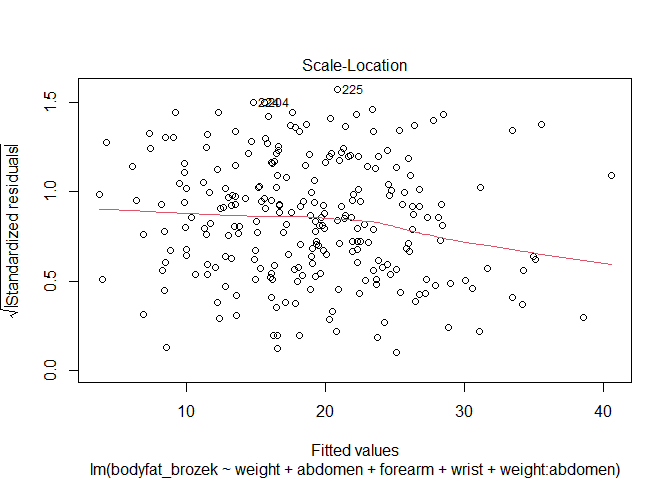 Scale-Location
√|Standardized residuals|
1.5
1.0
0.5
0.0
225
204
10
20
30
40
Fitted values
lm(bodyfat_brozek ~ weight + abdomen + forearm + wrist + weight:abdomen)